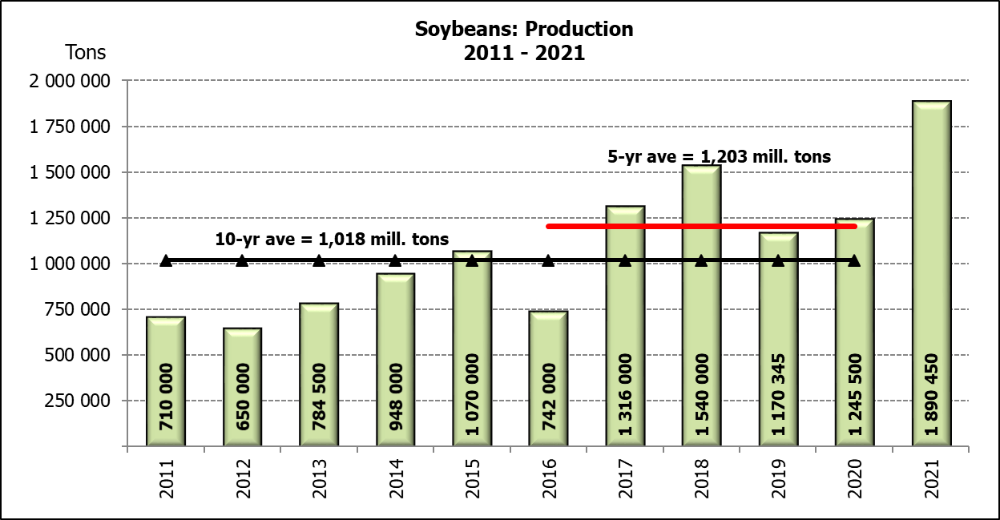 Soybeans: Production
2011 - 2021
Tons
2 000 000
1 750 000
1 500 000
1 250 000
1 000 000
750 000
500 000
250 000
5-yr ave = 1,203 mill. tons
10-yr ave = 1,018 mill. tons
710 000
650 000
784 500
948 000
1 070 000
742 000
1 316 000
1 540 000
1 170 345
1 245 500
1 890 450
2011
2012
2013
2014
2015
2016
2017
2018
2019
2020
2021